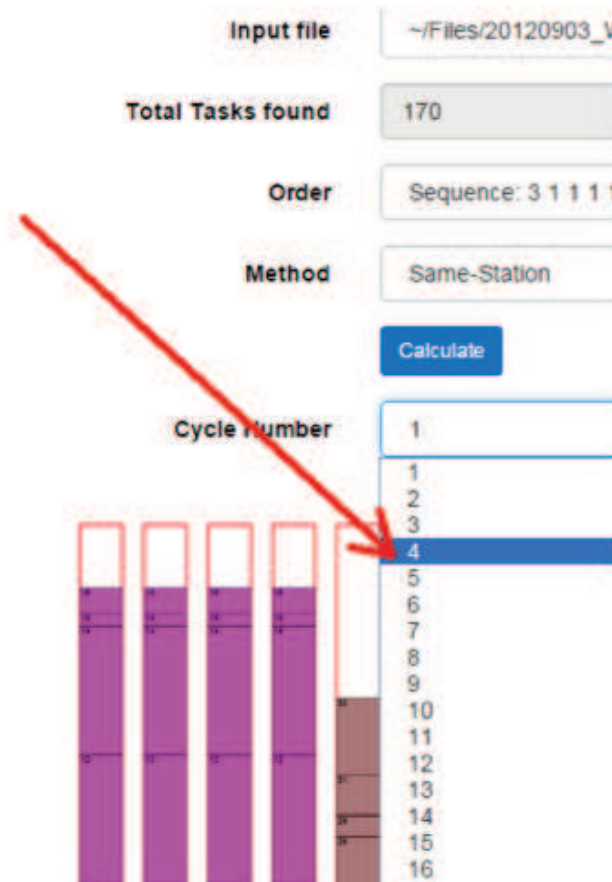 Input file ~/Files/20120903_V
Total Tasks found 170
Order Sequence: 3 1 1 1 1
Method Same-Station
Calculate
Cycle Number 1
1
2
3
4
5
6
7
8
9
10
11
12
13
14
15
16